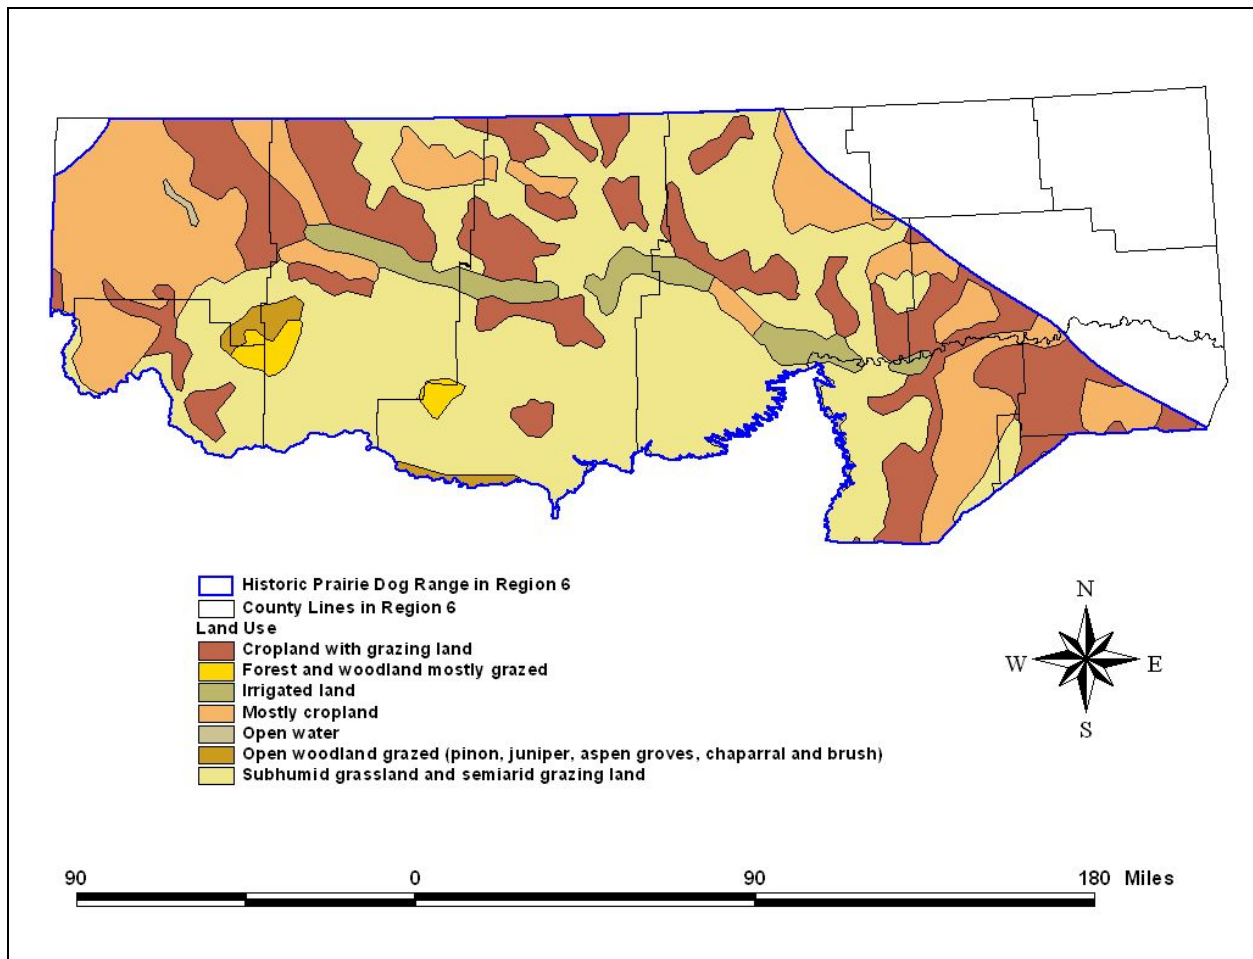 Historic Prairie Dog Range in Region 6
County Lines in Region 6
Land Use
Cropland with grazing land
Forest and woodland mostly grazed
Irrigated land
Mostly cropland
Open water
Open woodland grazed (pinon, juniper, aspen groves, chaparral and brush)
Subhumid grassland and semiarid grazing land
N
W E
S
90 0 90 180 Miles